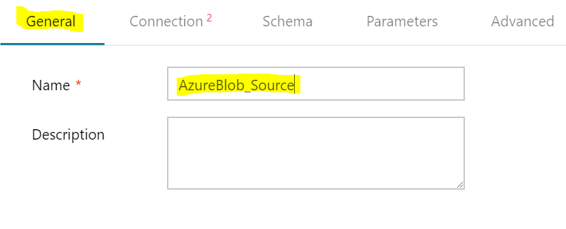 General Connection 2 Schema Parameters Advanced
Name *
AzureBlob_Source
Description